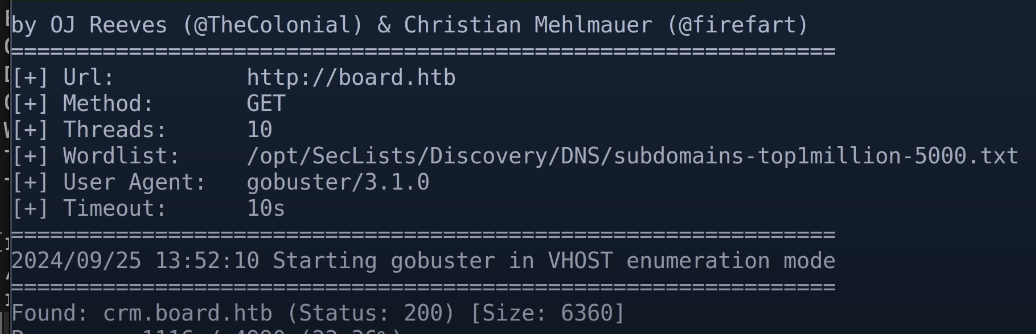 by OJ Reeves (@TheColonial) & Christian Mehlmauer (@firefart)
===============================================================
[+] Url:          http://board.htb
[+] Method:       GET
[+] Threads:      10
[+] Wordlist:     /opt/SecLists/Discovery/DNS/subdomains-top1million-5000.txt
[+] User Agent:   gobuster/3.1.0
[+] Timeout:      10s
===============================================================
2024/09/25 13:52:10 Starting gobuster in VHOST enumeration mode
===============================================================
Found: crm.board.htb (Status: 200) [Size: 6360]